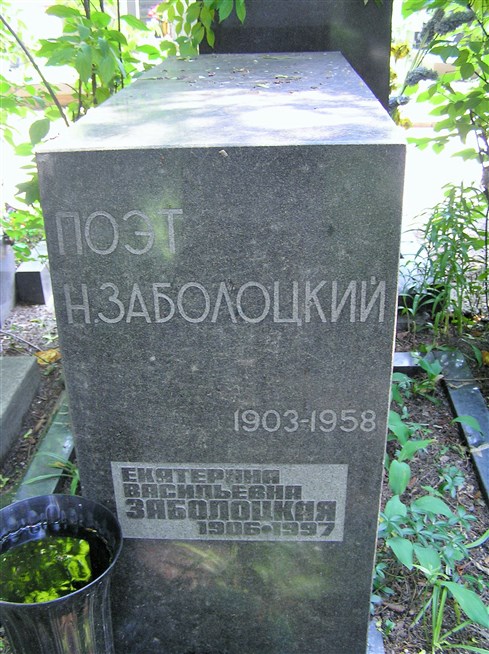 ПОЭТ
Н.ЗАБОЛОЦКИЙ
1903-1958
ЕКАТЕРИНА
ВАСИЛЬЕВНА
ЗАБОЛОЦКАЯ
1906·1997